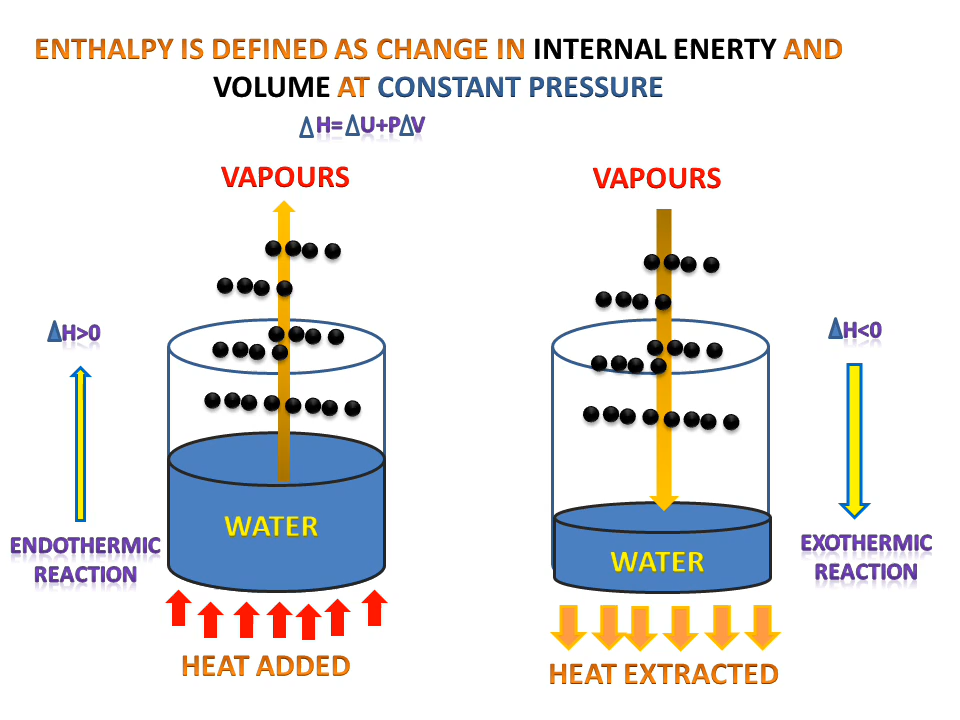 ENTHALPY IS DEFINED AS CHANGE IN INTERNAL ENERTY AND
VOLUME AT CONSTANT PRESSURE
ΔH= ΔU+PΔV
VAPOURS
VAPOURS
ΔH>0
ΔH<0
WATER
WATER
ENDOTHERMIC
REACTION
EXOTHERMIC
REACTION
HEAT ADDED
HEAT EXTRACTED